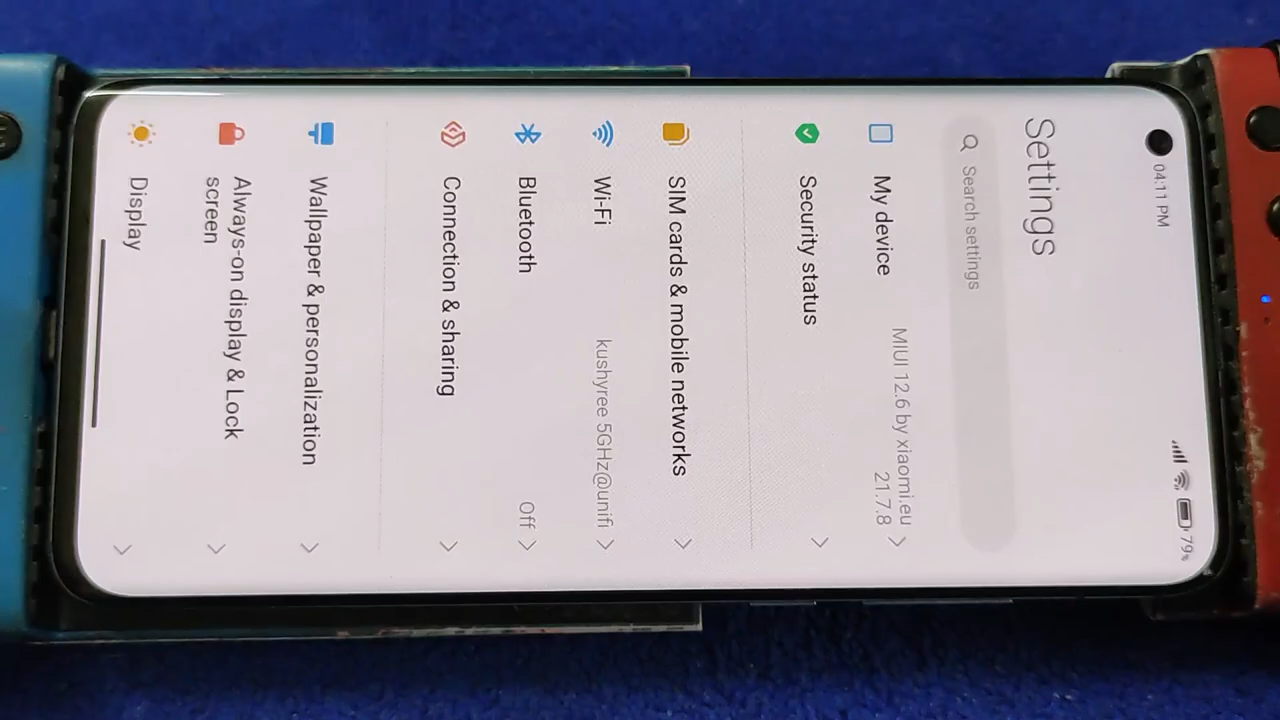 04:11 PM
79%
Settings
Search settings
My device
MIUI 12.6 by xiaomi.eu
21.7.8
Security status
SIM cards & mobile networks
Wi-Fi
kushyree 5GHz@unifi
Bluetooth
Off
Connection & sharing
Wallpaper & personalization
Always-on display & Lock
screen
Display